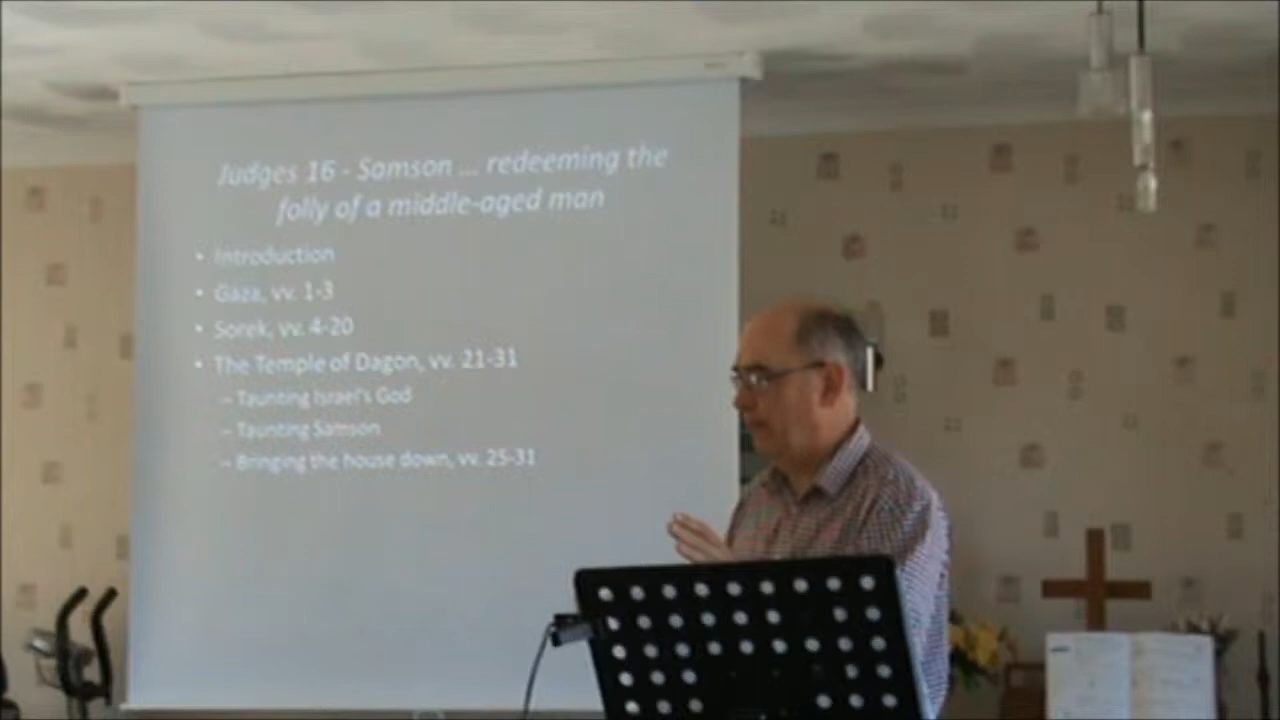 Judges 16 - Samson ... redeeming the
folly of a middle-aged man
• Introduction
• Gaza, vv. 1-3
• Sorek, vv. 4-20
• The Temple of Dagon, vv. 21-31
– Taunting Israel's God
– Taunting Samson
– Bringing the house down, vv. 25-31